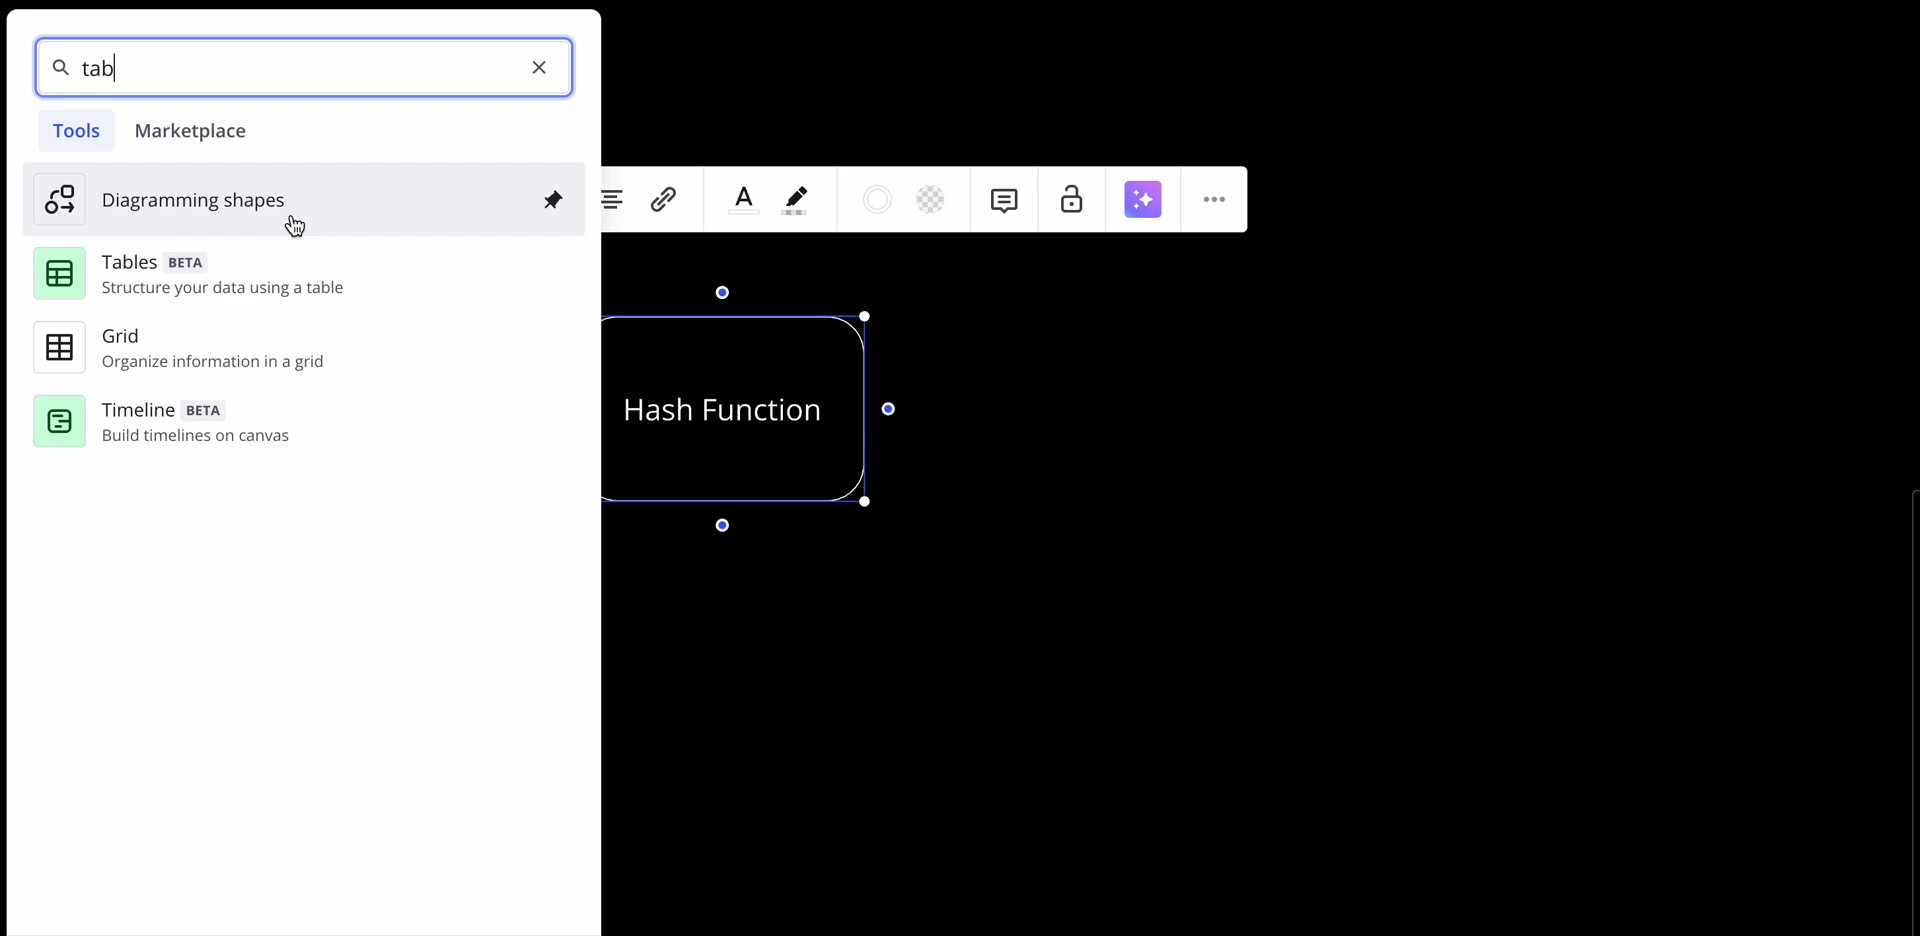 tab
Tools Marketplace
Diagramming shapes
Tables BETA
Structure your data using a table
Grid
Organize information in a grid
Timeline BETA
Build timelines on canvas
A
Hash Function